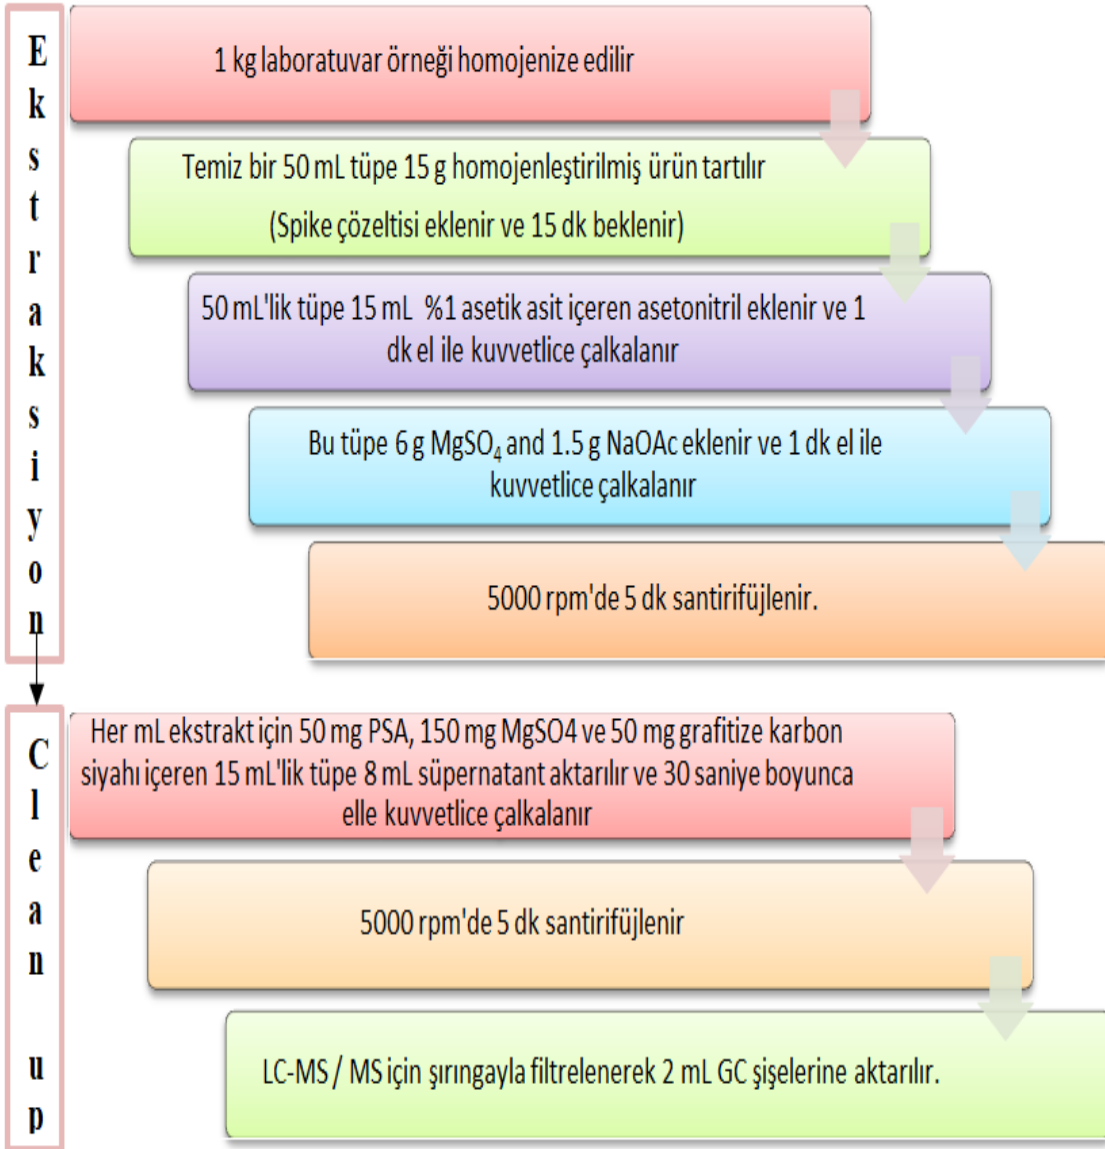 Ekstraksiyon
1 kg laboratuvar örneği homojenize edilir
Temiz bir 50 mL tüpe 15 g homojenleştirilmiş ürün tartılır
(Spike çözeltisi eklenir ve 15 dk beklenir)
50 mL'lik tüpe 15 mL %1 asetik asit içeren asetonitril eklenir ve 1
dk el ile kuvvetlice çalkalanır
Bu tüpe 6 g MgSO₄ and 1.5 g NaOAc eklenir ve 1 dk el ile
kuvvetlice çalkalanır
5000 rpm'de 5 dk santirifüjlenir.
Clean up
Her mL ekstrakt için 50 mg PSA, 150 mg MgSO4 ve 50 mg grafitize karbon
siyahı içeren 15 mL'lik tüpe 8 mL süpernatant aktarılır ve 30 saniye boyunca
elle kuvvetlice çalkalanır
5000 rpm'de 5 dk santirifüjlenir
LC-MS / MS için şırıngayla filtrelenerek 2 mL GC şişelerine aktarılır.